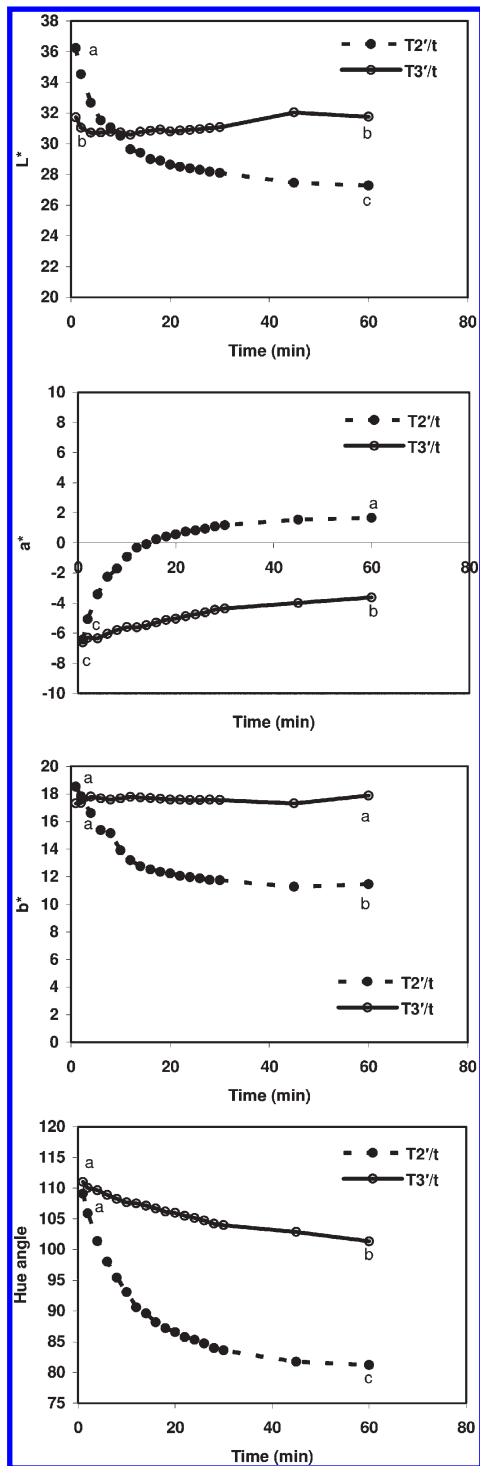 38
36
34
32
30
28
26
24
22
20
L*
a
b
b
c
T2'/t
T3'/t
0
20
40
60
80
Time (min)
10
8
6
4
2
0
-2
-4
-6
-8
-10
a*
c
c
a
b
T2'/t
T3'/t
0
20
40
60
80
Time (min)
20
18
16
14
12
10
8
6
4
2
0
b*
a
a
a
b
T2'/t
T3'/t
0
20
40
60
80
Time (min)
120
115
110
105
100
95
90
85
80
75
Hue angle
a
a
b
c
T2'/t
T3'/t
0
20
40
60
80
Time (min)